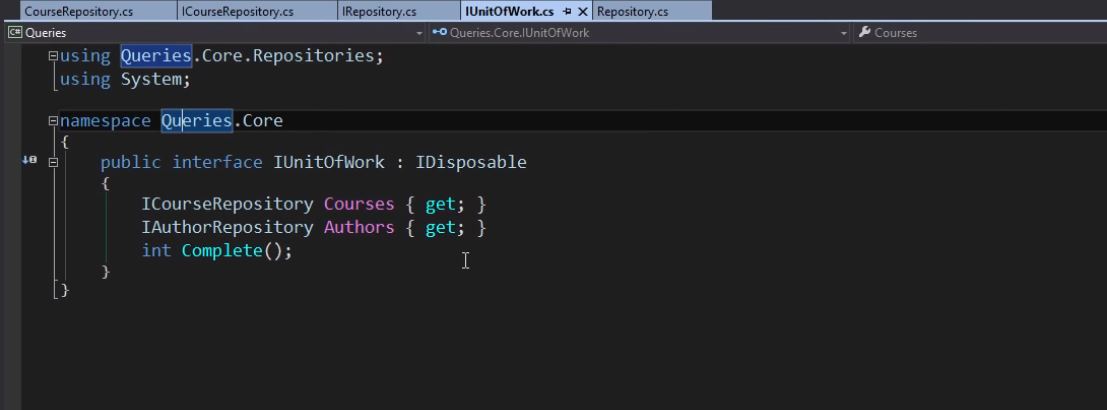 CourseRepository.cs ICourseRepository.cs IRepository.cs IUnitOfWork.cs Repository.cs
C# Queries Queries.Core.IUnitOfWork Courses
using Queries.Core.Repositories;
using System;
namespace Queries.Core
{
public interface IUnitOfWork : IDisposable
{
ICourseRepository Courses { get; }
IAuthorRepository Authors { get; }
int Complete();
}
}